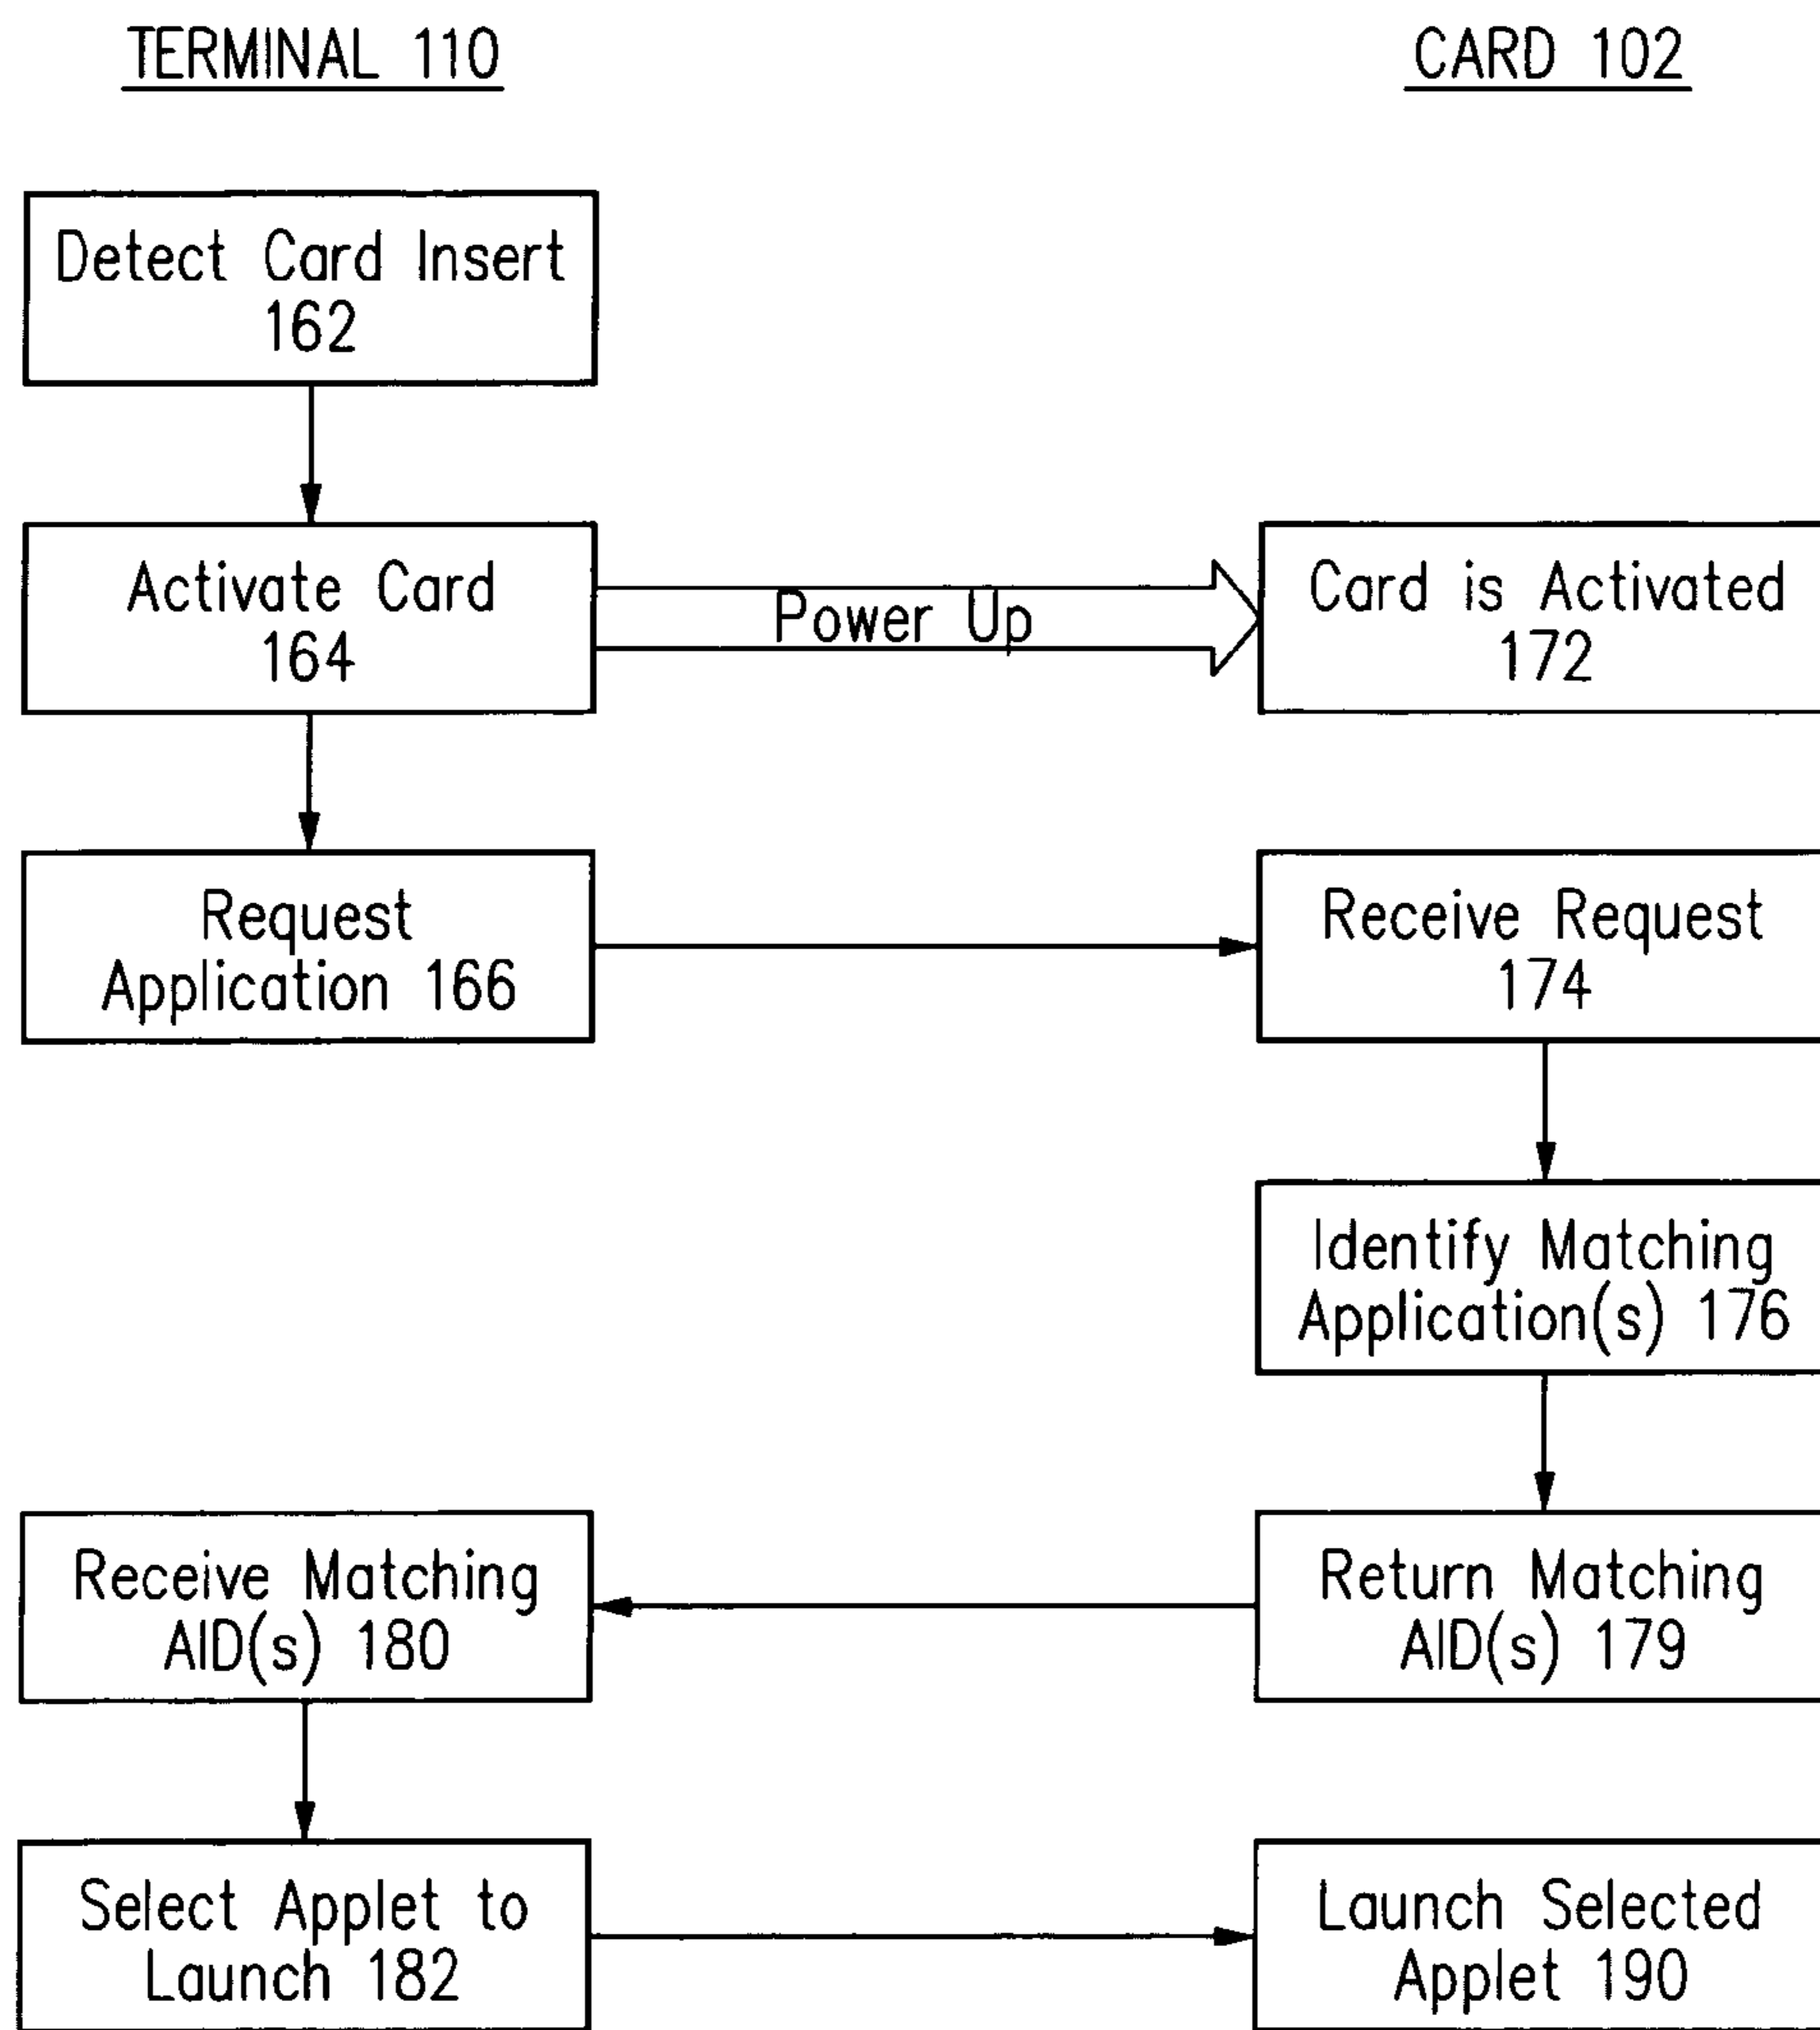 TERMINAL 110
CARD 102
Detect Card Insert
162
Activate Card
164
Power Up
Card is Activated
172
Request
Application 166
Receive Request
174
Identify Matching
Application(s) 176
Receive Matching
AID(s) 180
Return Matching
AID(s) 179
Select Applet to
Launch 182
Launch Selected
Applet 190